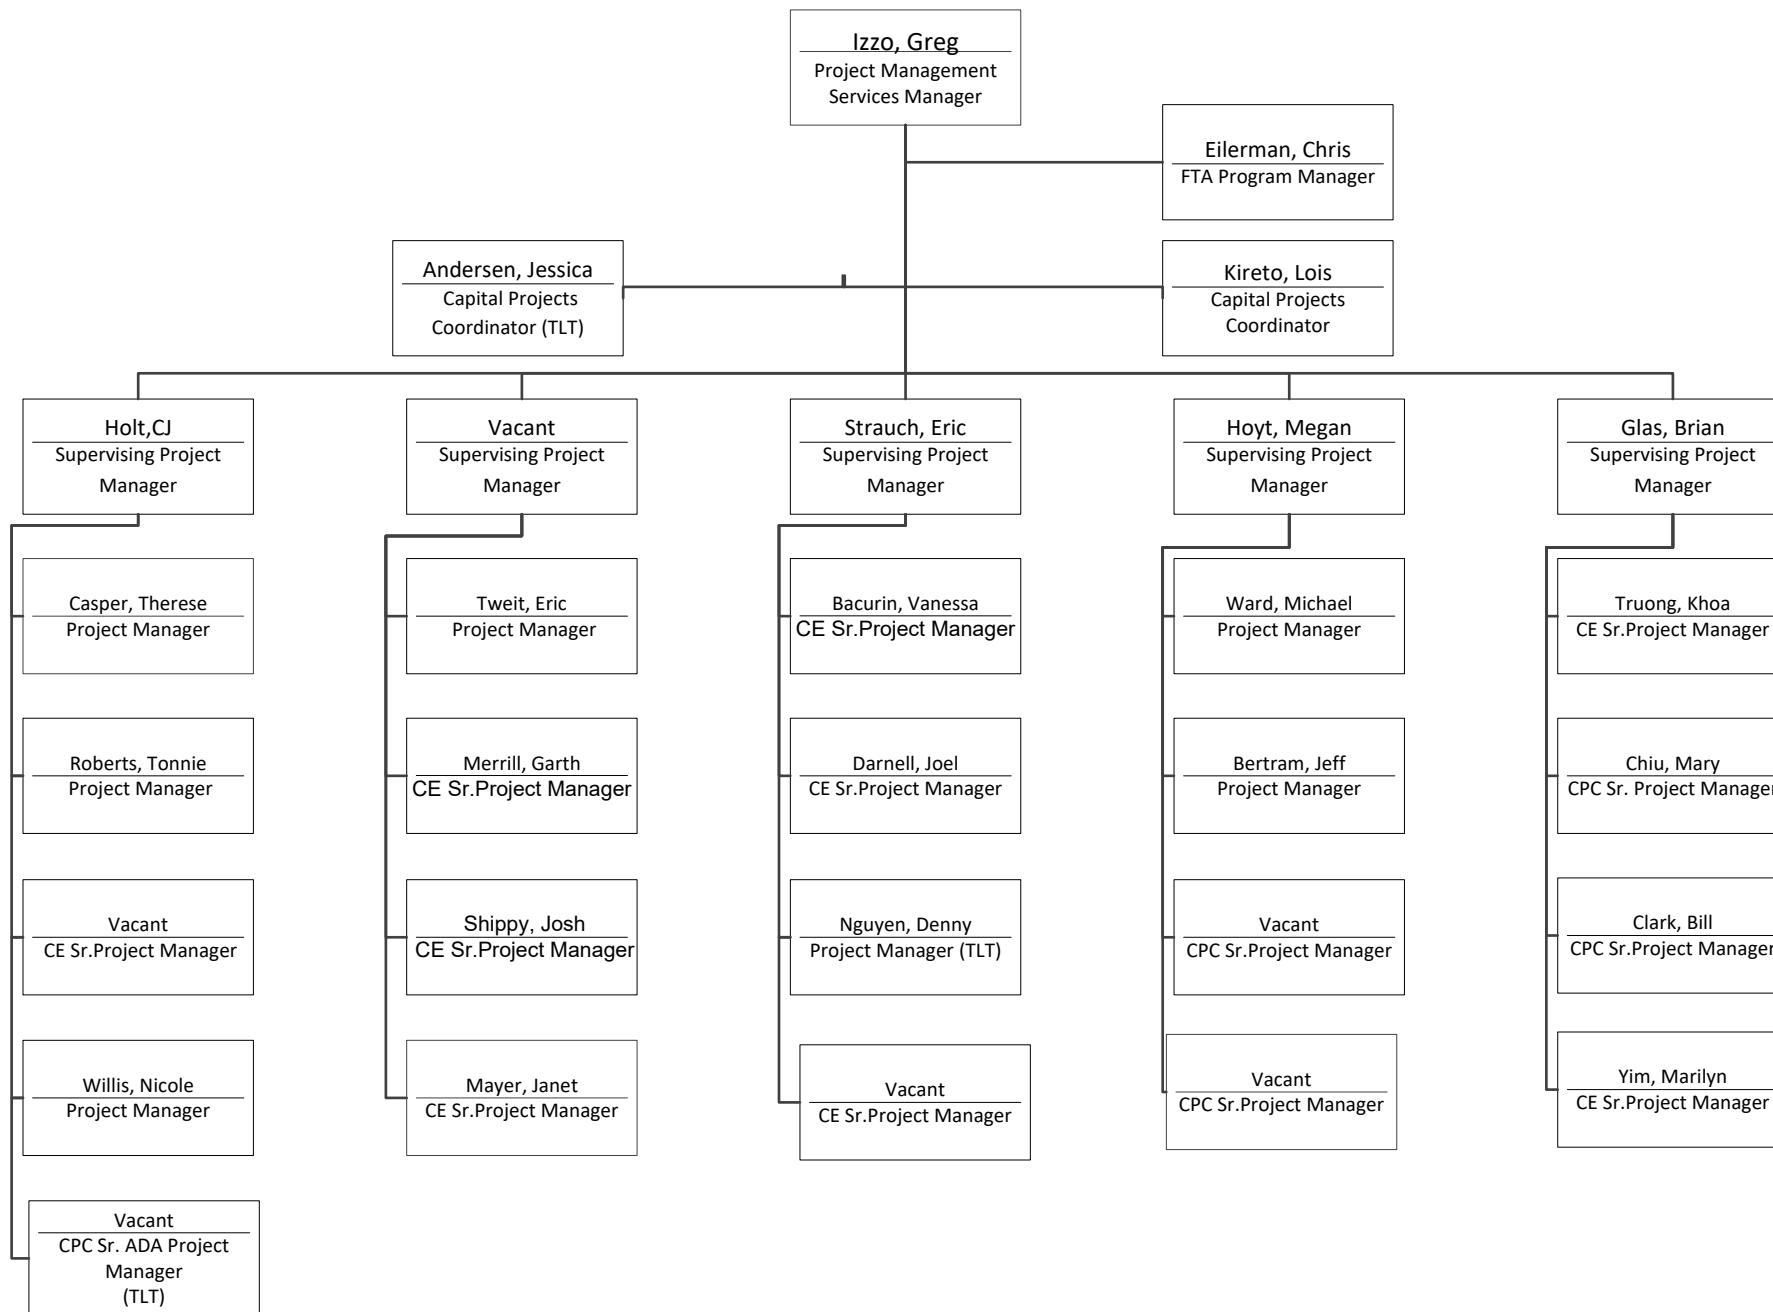 Izzo, Greg
Project Management
Services Manager
Eilerman, Chris
FTA Program Manager
Andersen, Jessica
Capital Projects
Coordinator (TLT)
Kireto, Lois
Capital Projects
Coordinator
Holt,CJ
Supervising Project
Manager
Vacant
Supervising Project
Manager
Strauch, Eric
Supervising Project
Manager
Hoyt, Megan
Supervising Project
Manager
Glas, Brian
Supervising Project
Manager
Casper, Therese
Project Manager
Tweit, Eric
Project Manager
Bacurin, Vanessa
CE Sr.Project Manager
Ward, Michael
Project Manager
Truong, Khoa
CE Sr.Project Manager
Roberts, Tonnie
Project Manager
Merrill, Garth
CE Sr.Project Manager
Darnell, Joel
CE Sr.Project Manager
Bertram, Jeff
Project Manager
Chiu, Mary
CPC Sr. Project Manager
Vacant
CE Sr.Project Manager
Shippy, Josh
CE Sr.Project Manager
Nguyen, Denny
Project Manager (TLT)
Vacant
CPC Sr.Project Manager
Clark, Bill
CPC Sr.Project Manager
Willis, Nicole
Project Manager
Mayer, Janet
CE Sr.Project Manager
Vacant
CE Sr.Project Manager
Vacant
CPC Sr.Project Manager
Yim, Marilyn
CE Sr.Project Manager
Vacant
CPC Sr. ADA Project
Manager
(TLT)